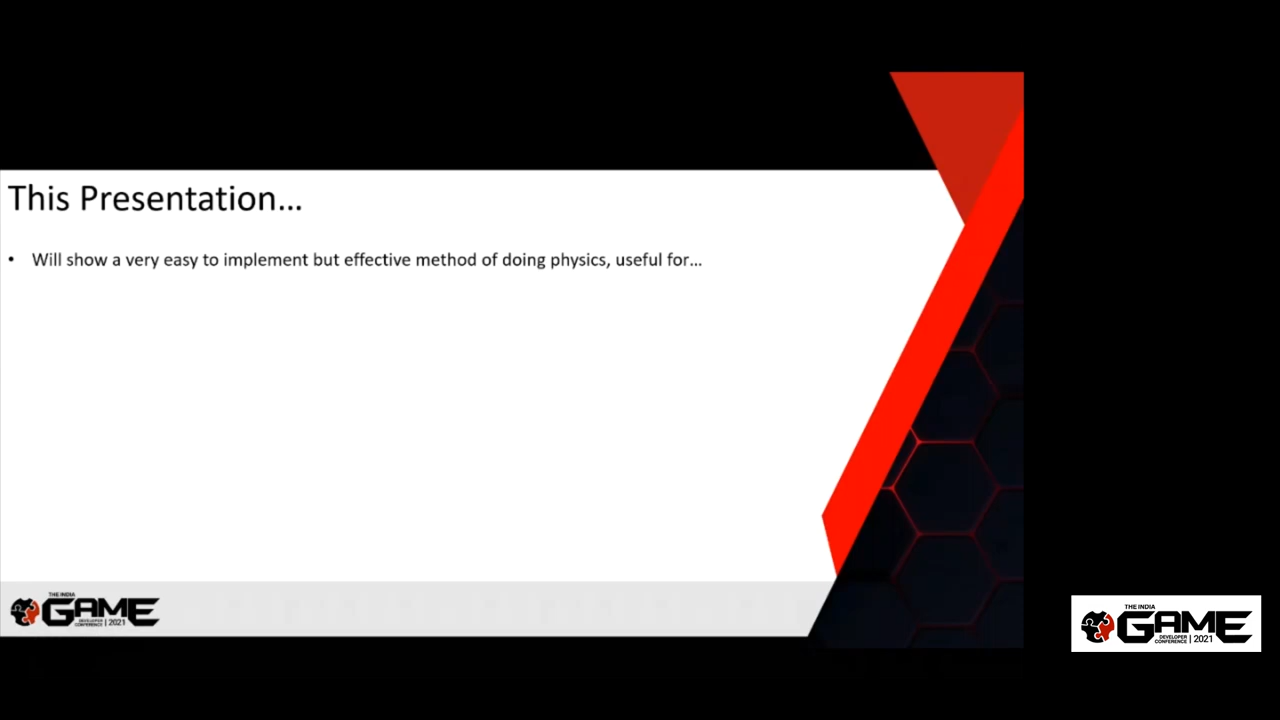 This Presentation...
• Will show a very easy to implement but effective method of doing physics, useful for...
THE INDIA
GAME
DEVELOPER
CONFERENCE | 2021
THE INDIA
GAME
DEVELOPER
CONFERENCE | 2021